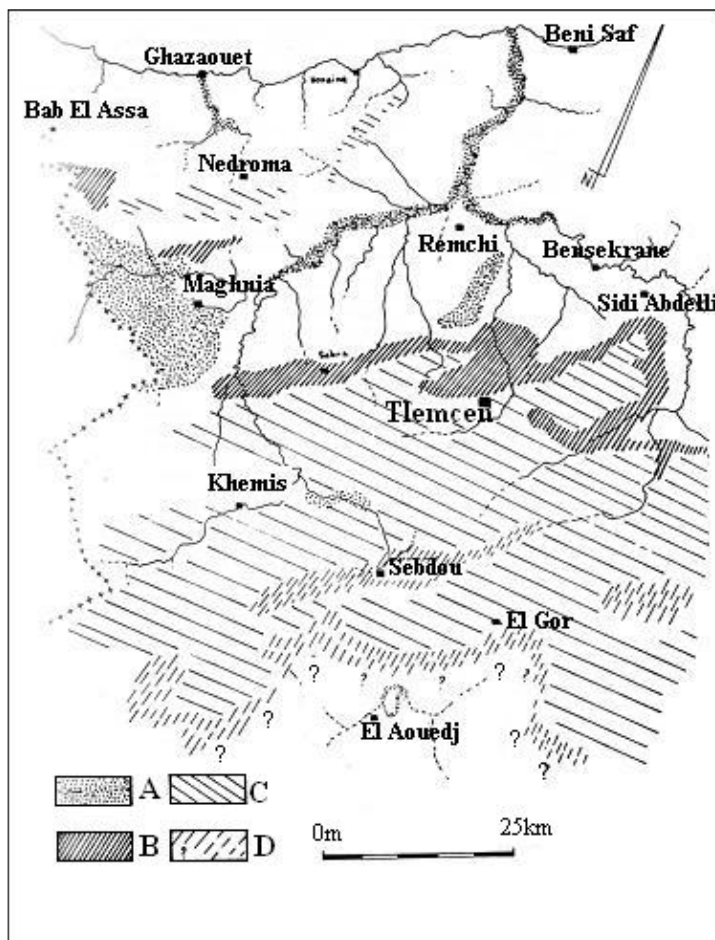 Beni Saf
Ghazaouet
Bab El Assa
Nedroma
N
Remchi
Bensekrane
Maghnia
Sidi Abdelli
Sabra
Tlemcen
Khemis
Sebdou
El Gor
? ? ? ?
?
El Aouedj
? ? ?
A C
B D
0m 25km